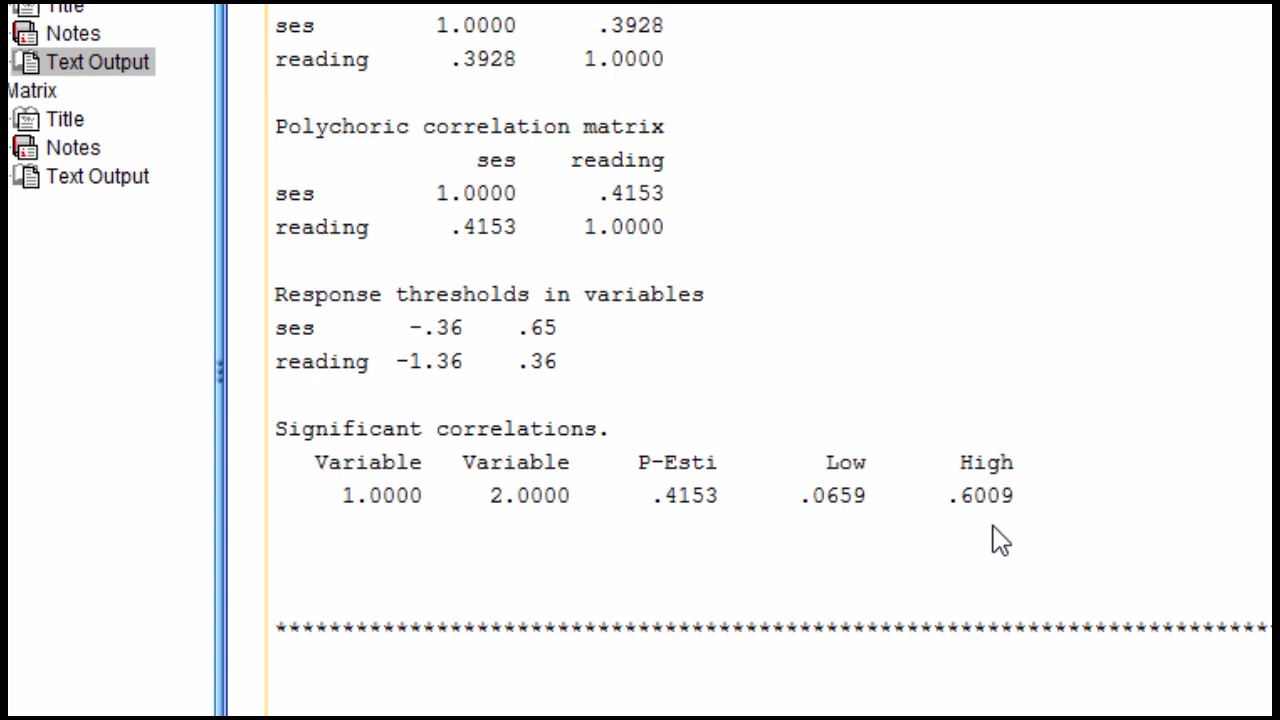 Title
Notes
Text Output
Matrix
Title
Notes
Text Output
ses 1.0000 .3928
reading .3928 1.0000
Polychoric correlation matrix
ses reading
ses 1.0000 .4153
reading .4153 1.0000
Response thresholds in variables
ses -.36 .65
reading -1.36 .36
Significant correlations.
Variable Variable P-Esti Low High
1.0000 2.0000 .4153 .0659 .6009
**************************************************************************